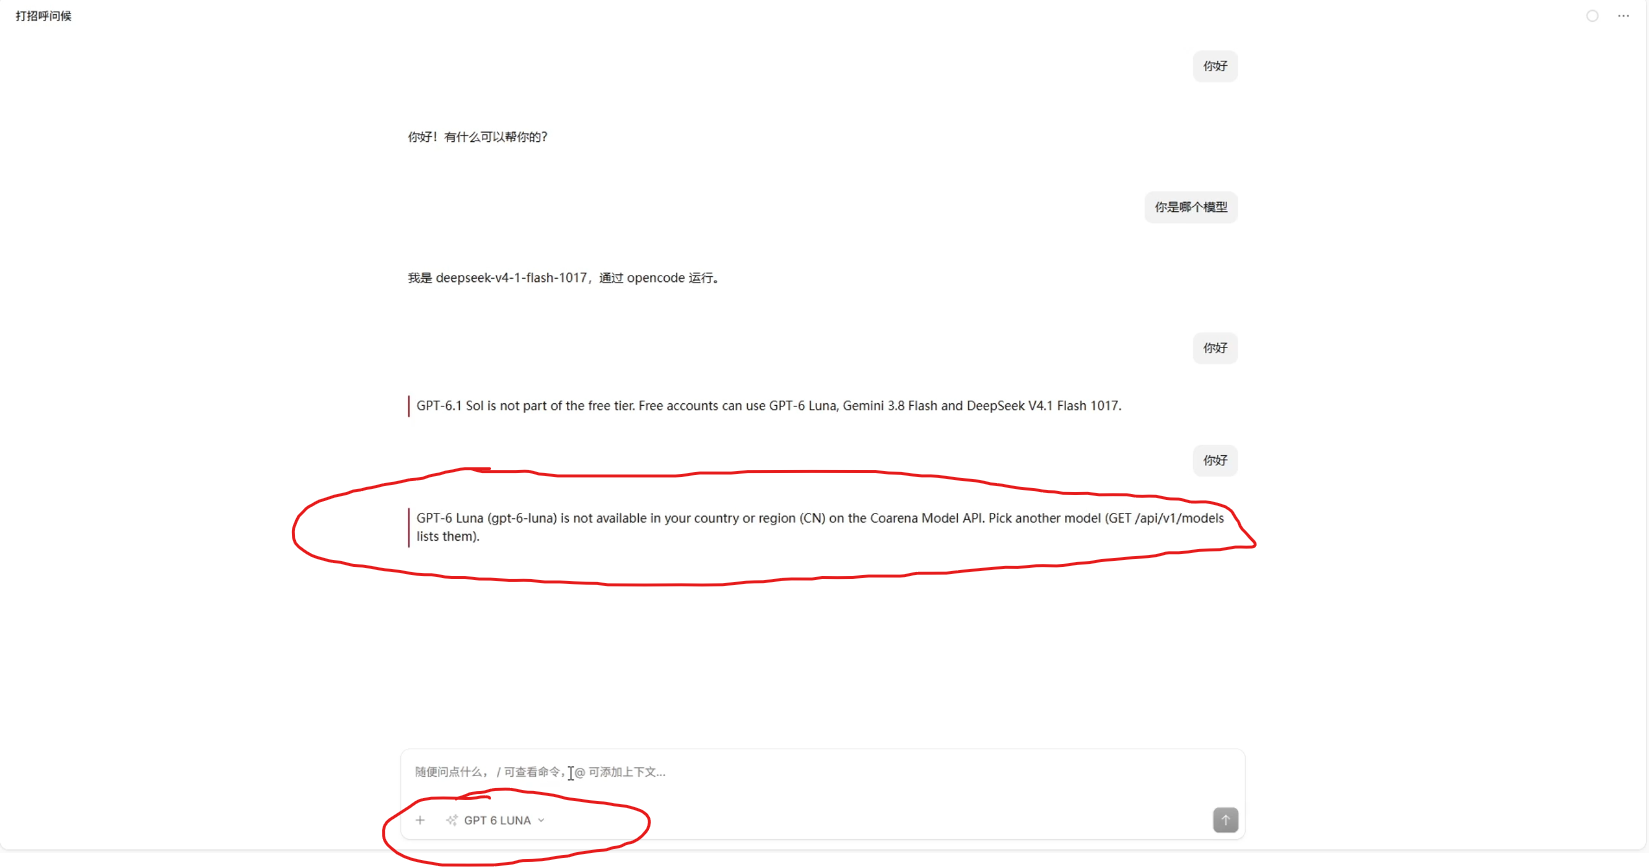 打招呼问候
你好
你好！有什么可以帮你的？
你是哪个模型
我是 deepseek-v4-1-flash-1017，通过 opencode 运行。
你好
GPT-6.1 Sol is not part of the free tier. Free accounts can use GPT-6 Luna, Gemini 3.8 Flash and DeepSeek V4.1 Flash 1017.
你好
GPT-6 Luna (gpt-6-luna) is not available in your country or region (CN) on the Coarena Model API. Pick another model (GET /api/v1/models
lists them).
随便问点什么， / 可查看命令，@ 可添加上下文...
GPT 6 LUNA